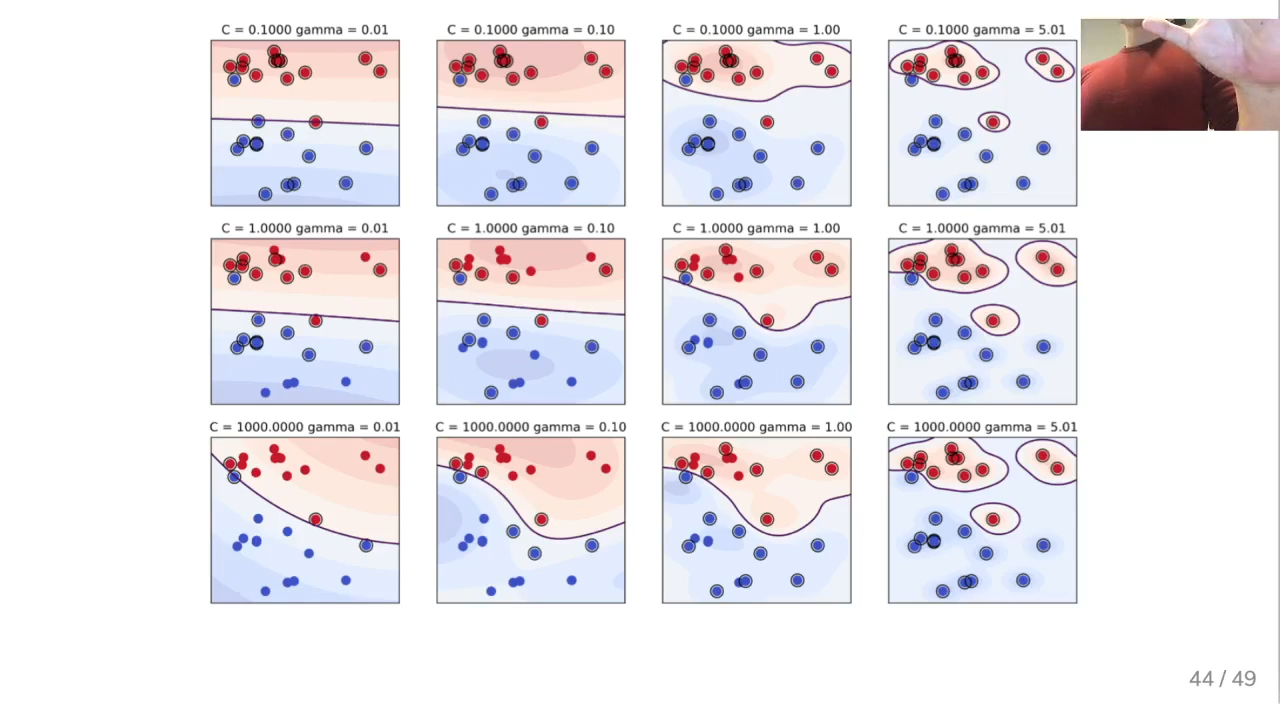 C = 0.1000 gamma = 0.01
C = 0.1000 gamma = 0.10
C = 0.1000 gamma = 1.00
C = 0.1000 gamma = 5.01
C = 1.0000 gamma = 0.01
C = 1.0000 gamma = 0.10
C = 1.0000 gamma = 1.00
C = 1.0000 gamma = 5.01
C = 1000.0000 gamma = 0.01
C = 1000.0000 gamma = 0.10
C = 1000.0000 gamma = 1.00
C = 1000.0000 gamma = 5.01
44 / 49